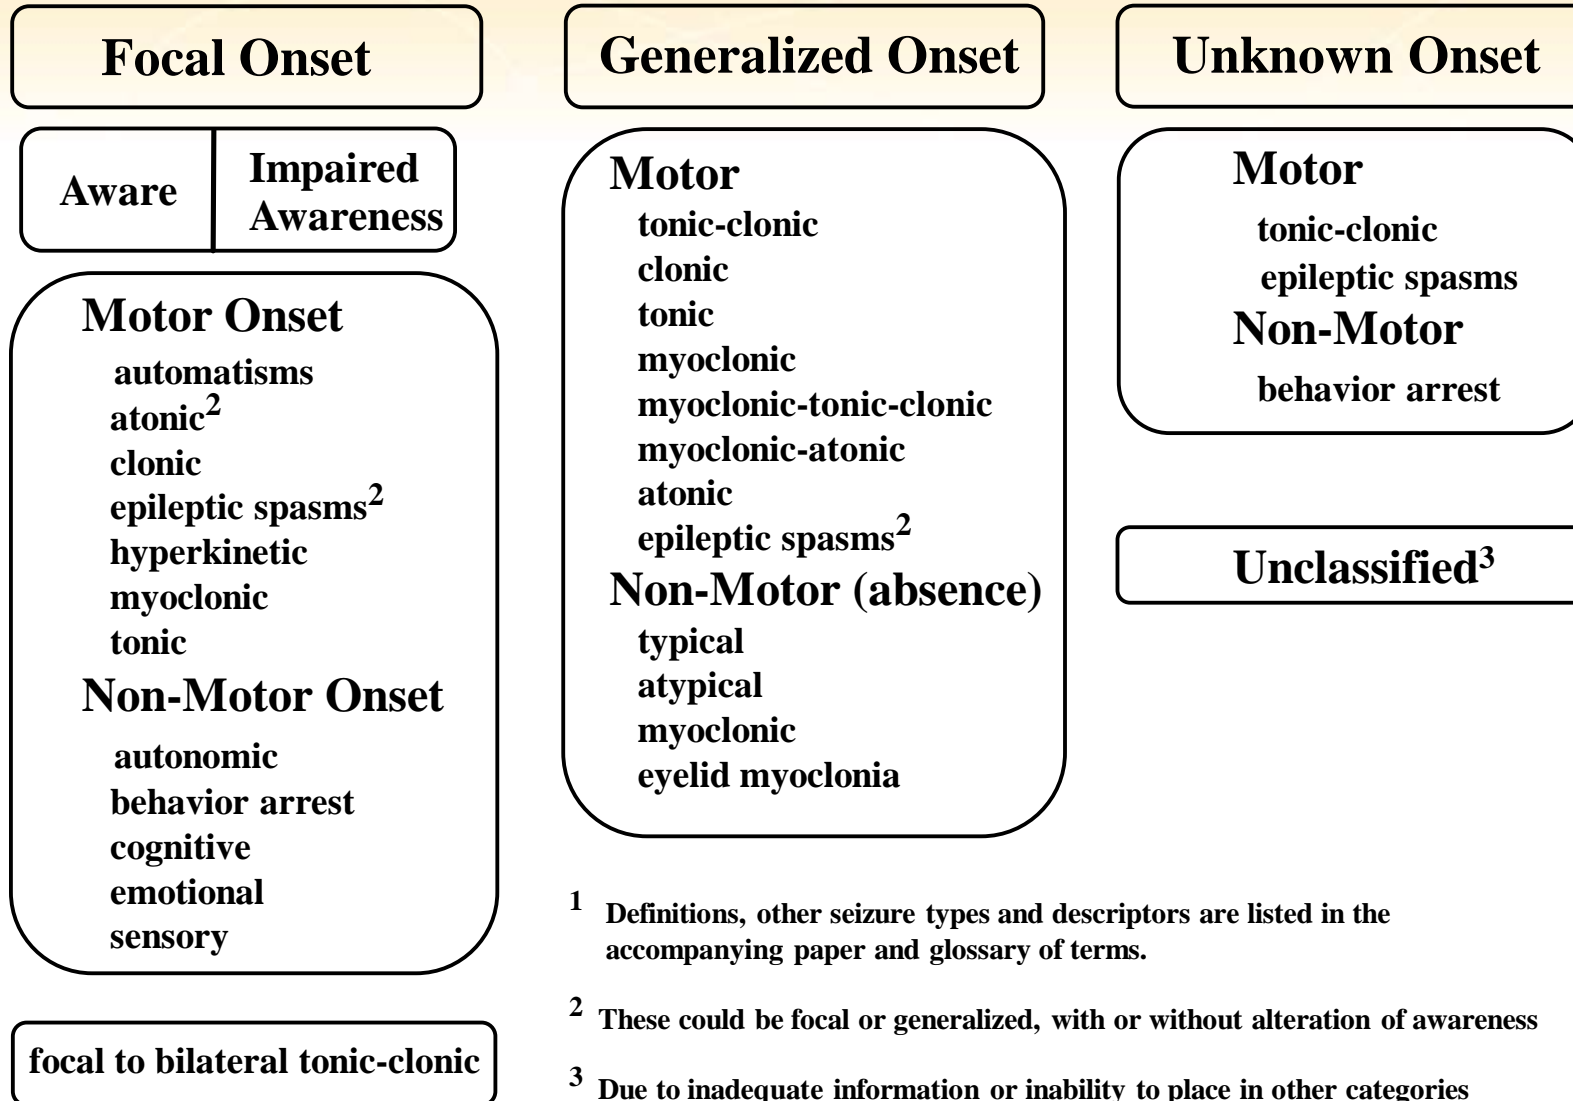 Focal Onset
Aware
Impaired
Awareness
Motor Onset
automatisms
atonic²
clonic
epileptic spasms²
hyperkinetic
myoclonic
tonic
Non-Motor Onset
autonomic
behavior arrest
cognitive
emotional
sensory
focal to bilateral tonic-clonic
Generalized Onset
Motor
tonic-clonic
clonic
tonic
myoclonic
myoclonic-tonic-clonic
myoclonic-atonic
atonic
epileptic spasms²
Non-Motor (absence)
typical
atypical
myoclonic
eyelid myoclonia
Unknown Onset
Motor
tonic-clonic
epileptic spasms
Non-Motor
behavior arrest
Unclassified³
¹ Definitions, other seizure types and descriptors are listed in the
accompanying paper and glossary of terms.
² These could be focal or generalized, with or without alteration of awareness
³ Due to inadequate information or inability to place in other categories